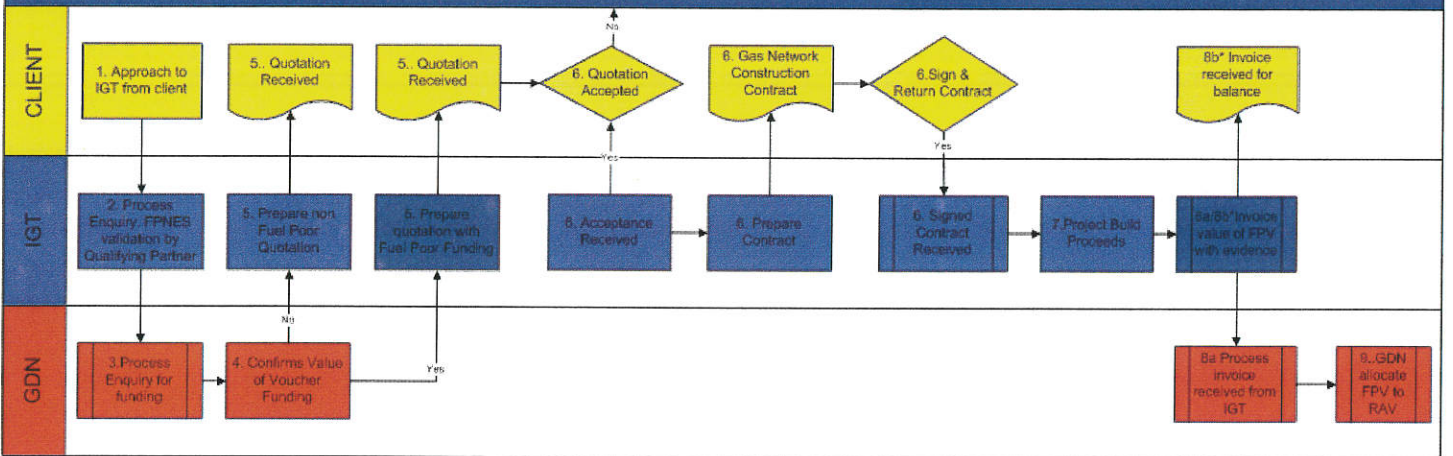 No
CLIENT
1. Approach to
IGT from client
5.. Quotation
Received
5.. Quotation
Received
6. Quotation
Accepted
6. Gas Network
Construction
Contract
6.Sign &
Return Contract
8b* Invoice
received for
balance
Yes
Yes
IGT
2. Process
Enquiry. FPNES
validation by
Qualifying Partner
5. Prepare non
Fuel Poor
Quotation
5. Prepare
quotation with
Fuel Poor Funding
6. Acceptance
Received
6. Prepare
Contract
6. Signed
Contract
Received
7.Project Build
Proceeds
8a/8b*Invoice
value of FPV
with evidence
No
Yes
GDN
3.Process
Enquiry for
funding
4. Confirms Value
of Voucher
Funding
8a Process
invoice
received from
IGT
9..GDN
allocate
FPV to
RAV